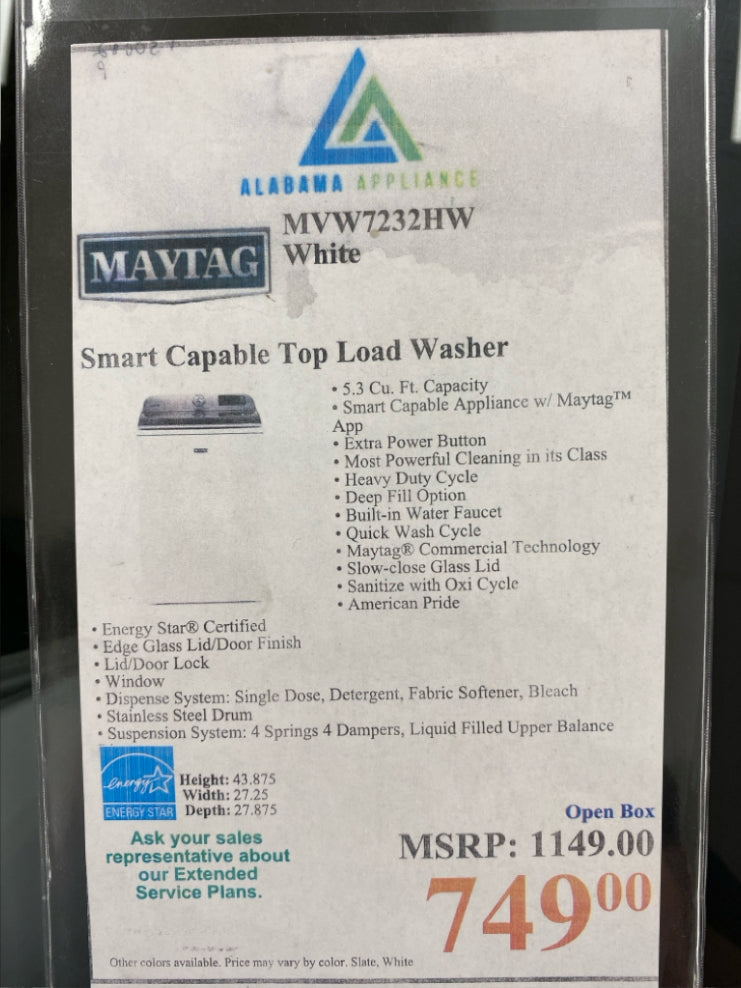 ALABAMA APPLIANCE
MVW7232HW
MAYTAG
White
Smart Capable Top Load Washer
• 5.3 Cu. Ft. Capacity
• Smart Capable Appliance w/ Maytag™
App
• Extra Power Button
• Most Powerful Cleaning in its Class
• Heavy Duty Cycle
• Deep Fill Option
• Built-in Water Faucet
• Quick Wash Cycle
• Maytag® Commercial Technology
• Slow-close Glass Lid
• Sanitize with Oxi Cycle
• American Pride
• Energy Star® Certified
• Edge Glass Lid/Door Finish
• Lid/Door Lock
• Window
• Dispense System: Single Dose, Detergent, Fabric Softener, Bleach
• Stainless Steel Drum
• Suspension System: 4 Springs 4 Dampers, Liquid Filled Upper Balance
energy
ENERGY STAR
Height: 43.875
Width: 27.25
Depth: 27.875
Ask your sales
representative about
our Extended
Service Plans.
Open Box
MSRP: 1149.00
74900
Other colors available. Price may vary by color. Slate, White